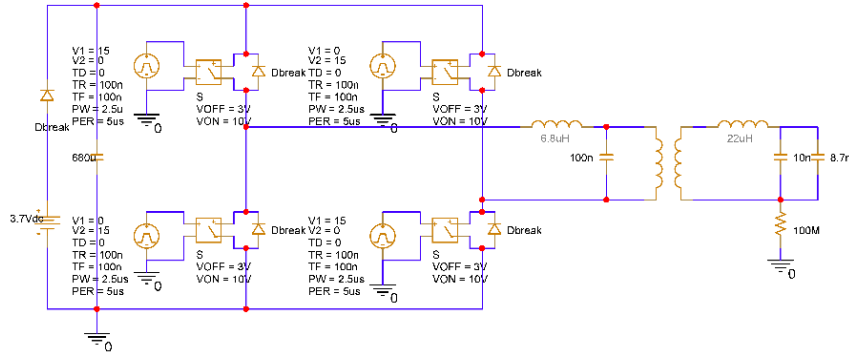 V1 = 15
V2 = 0
TD = 0
TR = 100n
TF = 100n
PW = 2.5u
PER = 5us
S
VOFF = 3V
VON = 10V
0
V1 = 0
V2 = 15
TD = 0
TR = 100n
TF = 100n
PW = 2.5us
PER = 5us
Dbreak
S
VOFF = 3V
VON = 10V
0
Dbreak
Dbreak
680u
6.8uH
100n
22uH
10n
8.7n
3.7Vdc
V1 = 0
V2 = 15
TD = 0
TR = 100n
TF = 100n
PW = 2.5us
PER = 5us
S
VOFF = 3V
VON = 10V
0
Dbreak
V1 = 15
V2 = 0
TD = 0
TR = 100n
TF = 100n
PW = 2.5us
PER = 5us
S
VOFF = 3V
VON = 10V
0
Dbreak
100M
0
0